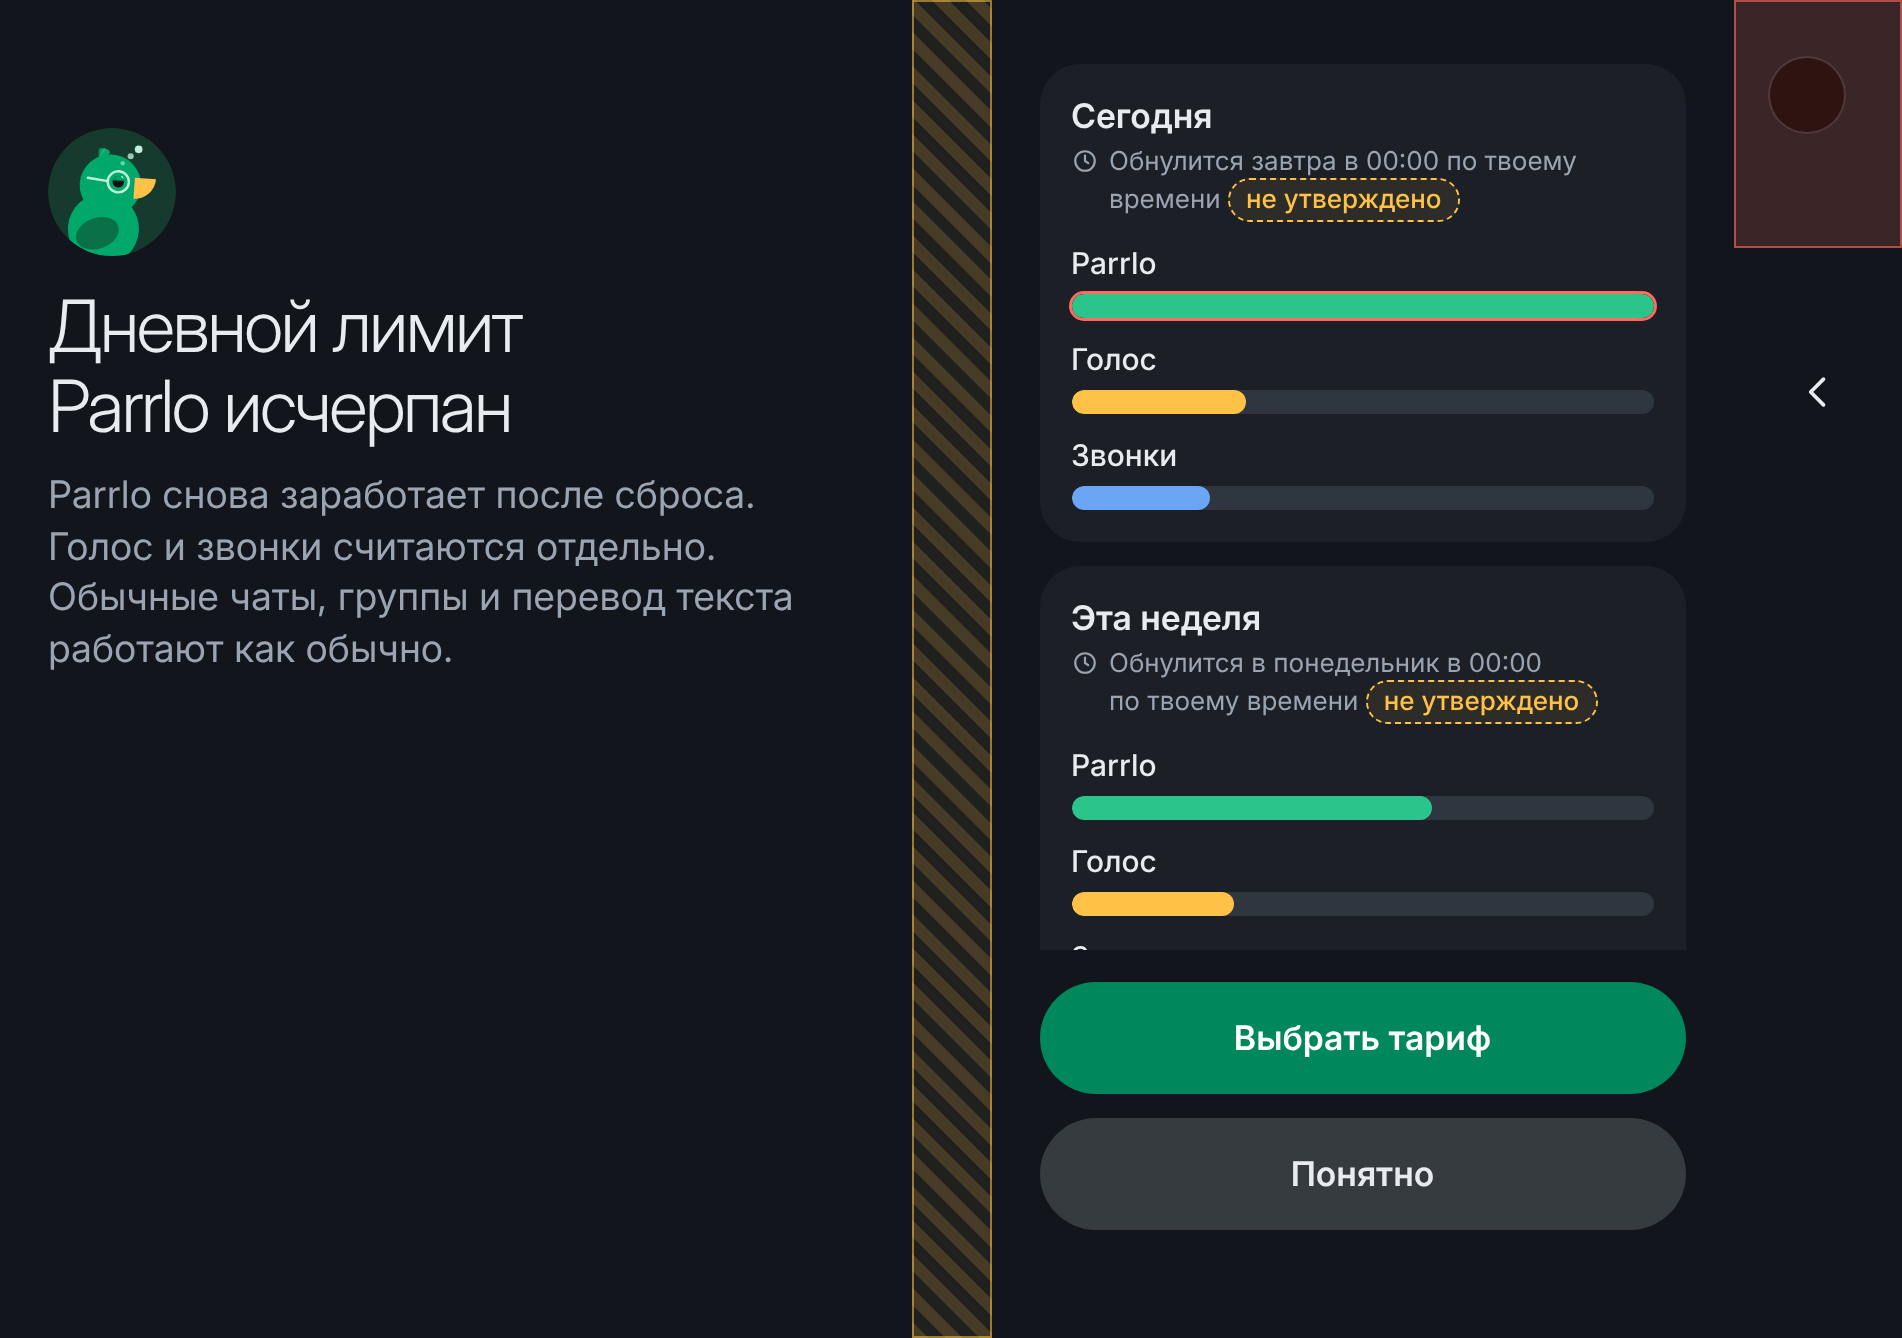 Дневной лимит
Parrlo исчерпан
Parrlo снова заработает после сброса.
Голос и звонки считаются отдельно.
Обычные чаты, группы и перевод текста
работают как обычно.
Сегодня
Обнулится завтра в 00:00 по твоему
времени не утверждено
Parrlo
Голос
Звонки
Эта неделя
Обнулится в понедельник в 00:00
по твоему времени не утверждено
Parrlo
Голос
Выбрать тариф
Понятно